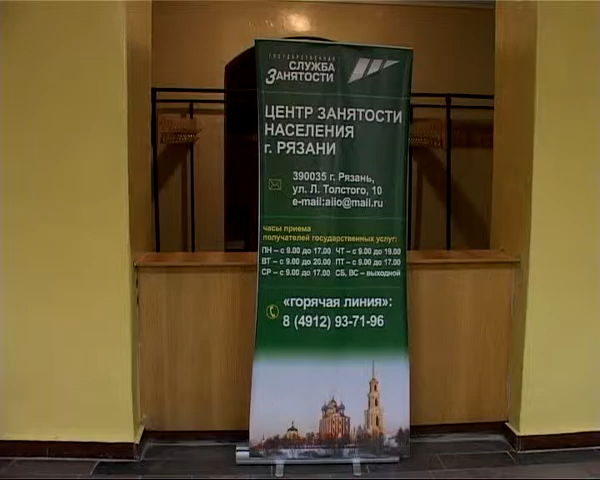 ГОСУДАРСТВЕННАЯ
СЛУЖБА
ЗАНЯТОСТИ
ЦЕНТР ЗАНЯТОСТИ
НАСЕЛЕНИЯ
г. РЯЗАНИ
390035 г. Рязань,
ул. Л. Толстого, 10
e-mail:aiio@mail.ru
часы приема
получателей государственных услуг:
ПН – с 9.00 до 17.00 ЧТ – с 9.00 до 19.00
ВТ – с 9.00 до 20.00 ПТ – с 9.00 до 17.00
СР – с 9.00 до 17.00 СБ, ВС – выходной
«горячая линия»:
8 (4912) 93-71-96